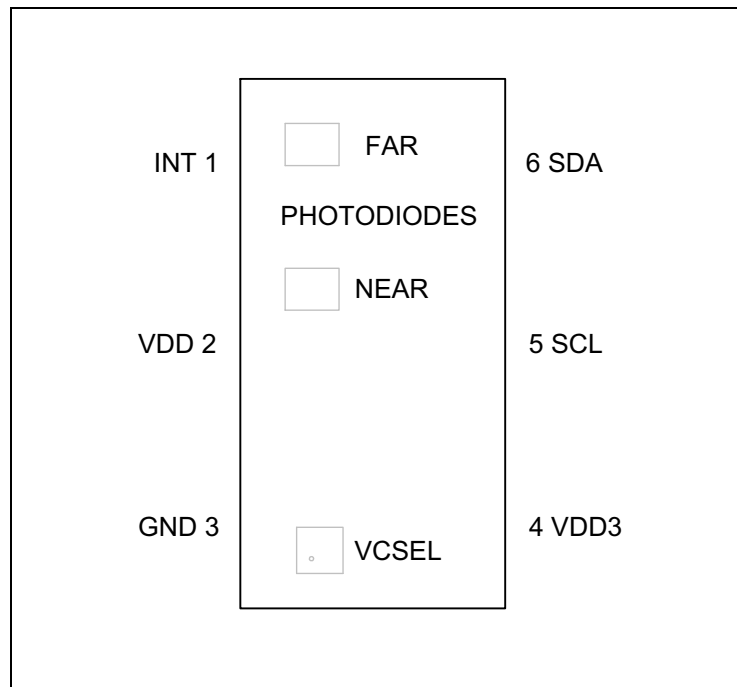 INT 1
FAR
6 SDA
PHOTODIODES
NEAR
VDD 2
5 SCL
GND 3
VCSEL
4 VDD3